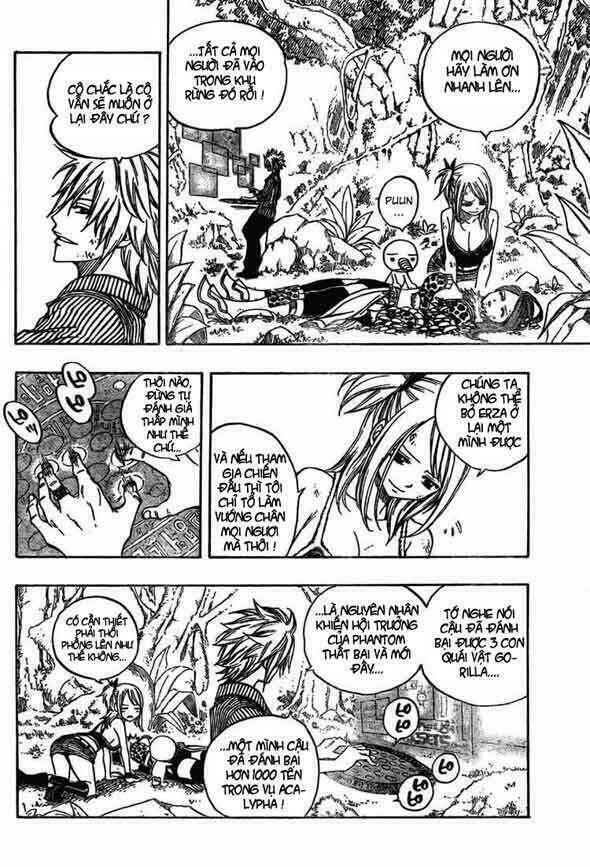 MỌI NGƯỜI
HÃY LÀM ƠN
NHANH LÊN...
...TẤT CẢ MỌI
NGƯỜI ĐÃ VÀO
TRONG KHU
RỪNG ĐÓ RỒI !
PUUN
...
CÔ CHẮC LÀ CÔ
VẪN SẼ MUỐN Ở
LẠI ĐÂY CHỨ ?
CHÚNG TA
KHÔNG THỂ
BỎ ERZA Ở
LẠI MỘT
MÌNH ĐƯỢC
VÀ NẾU THAM
GIA CHIẾN
ĐẤU THÌ TÔI
CHỈ TỔ LÀM
VƯỚNG CHÂN
MỌI NGƯƠI
MÀ THÔI !
THÔI NÀO,
ĐỪNG TỰ
ĐÁNH GIÁ
THẤP MÌNH
NHƯ THẾ
CHỨ...
TỚ NGHE NÓI
CẬU ĐÃ ĐÁNH
BẠI ĐƯỢC 3 CON
QUÁI VẬT GO-
RILLA....
...LÀ NGUYÊN NHÂN
KHIẾN HỘI TRƯỞNG
CỦA PHANTOM
THẤT BẠI VÀ MỚI
ĐÂY....
...MỘT MÌNH CẬU
ĐÃ ĐÁNH BẠI
HƠN 1000 TÊN
TRONG VỤ ACA-
LYPHA !
CÓ CẦN THIẾT
PHẢI THỔI
PHỒNG LÊN NHƯ
THẾ KHÔNG....